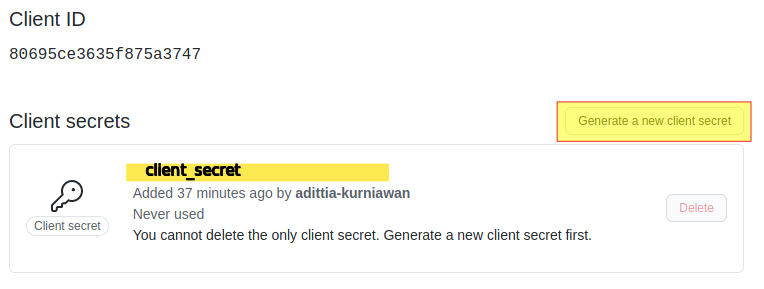 Client ID
80695ce3635f875a3747
Client secrets
Generate a new client secret
client_secret
Added 37 minutes ago by adittia-kurniawan
Never used
Client secret
Delete
You cannot delete the only client secret. Generate a new client secret first.